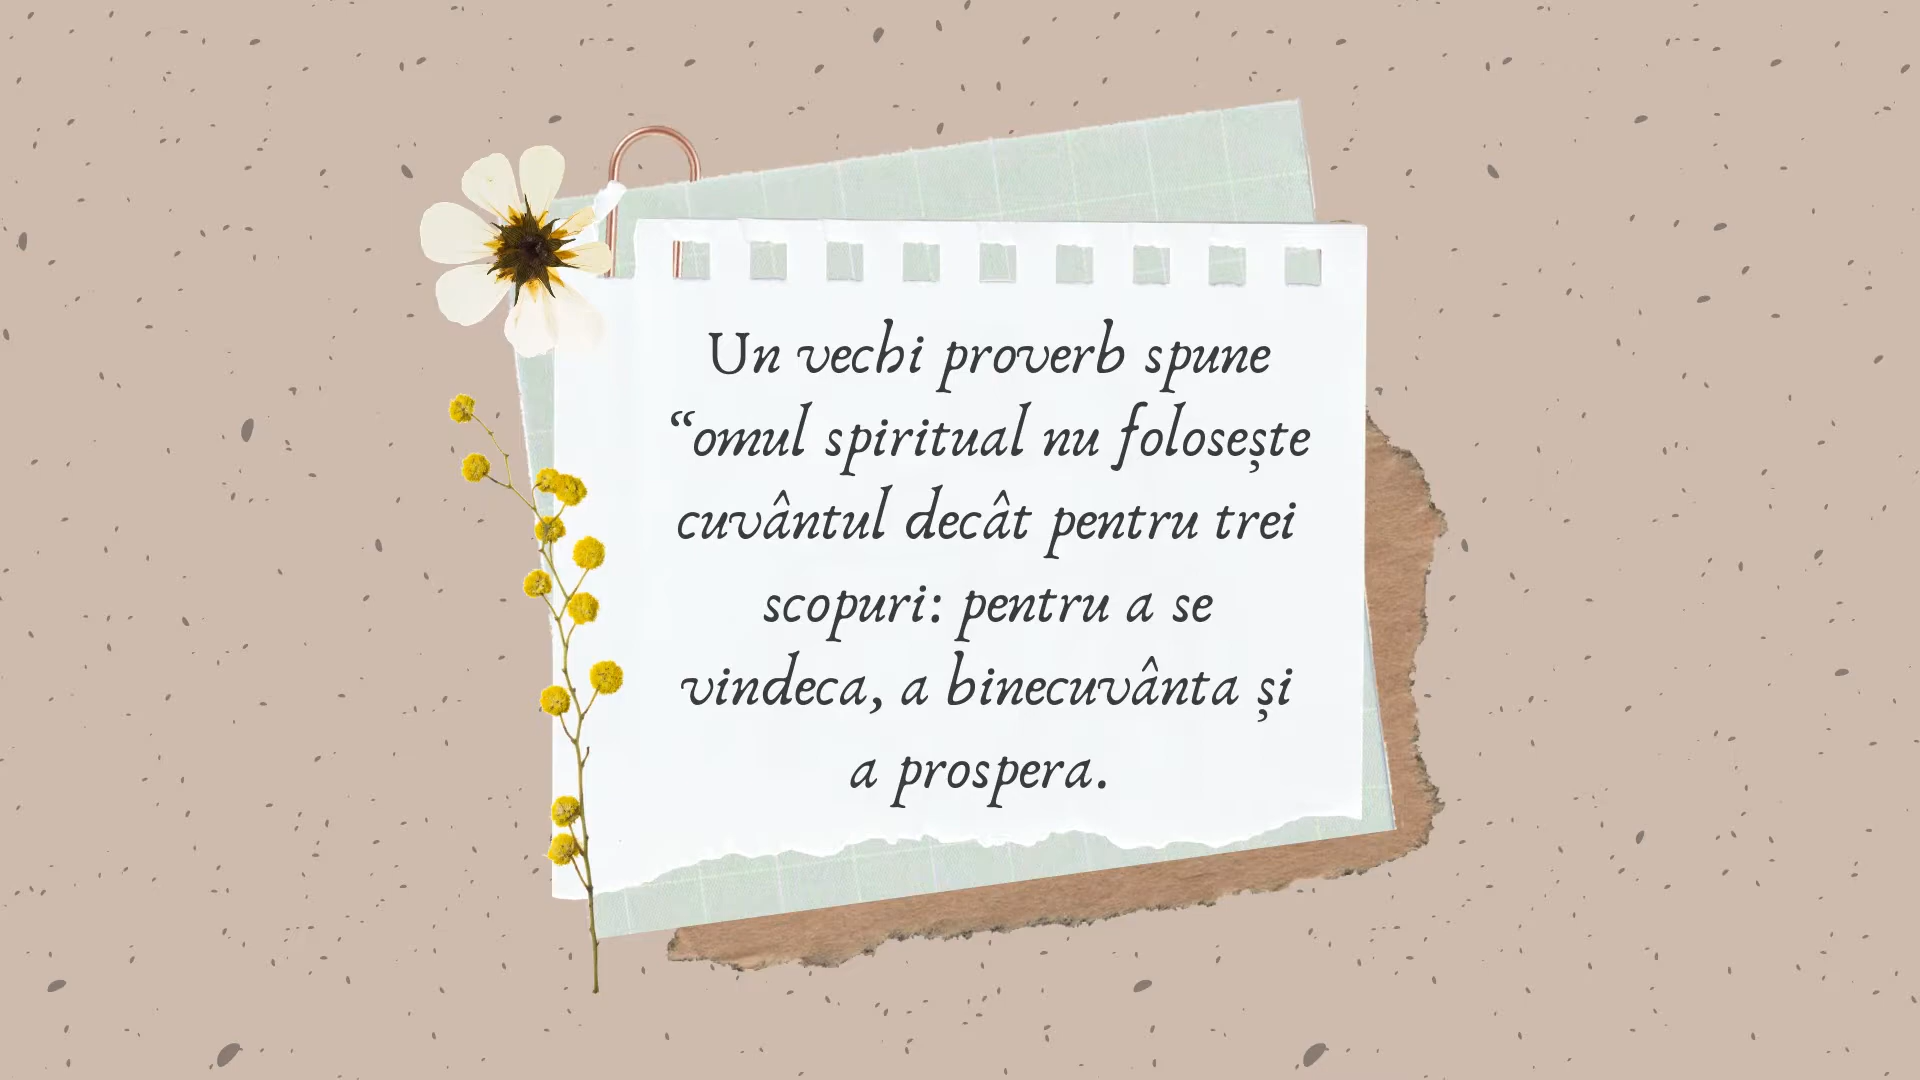 Un vechi proverb spune
“omul spiritual nu folosește
cuvântul decât pentru trei
scopuri: pentru a se
vindeca, a binecuvânta și
a prospera.